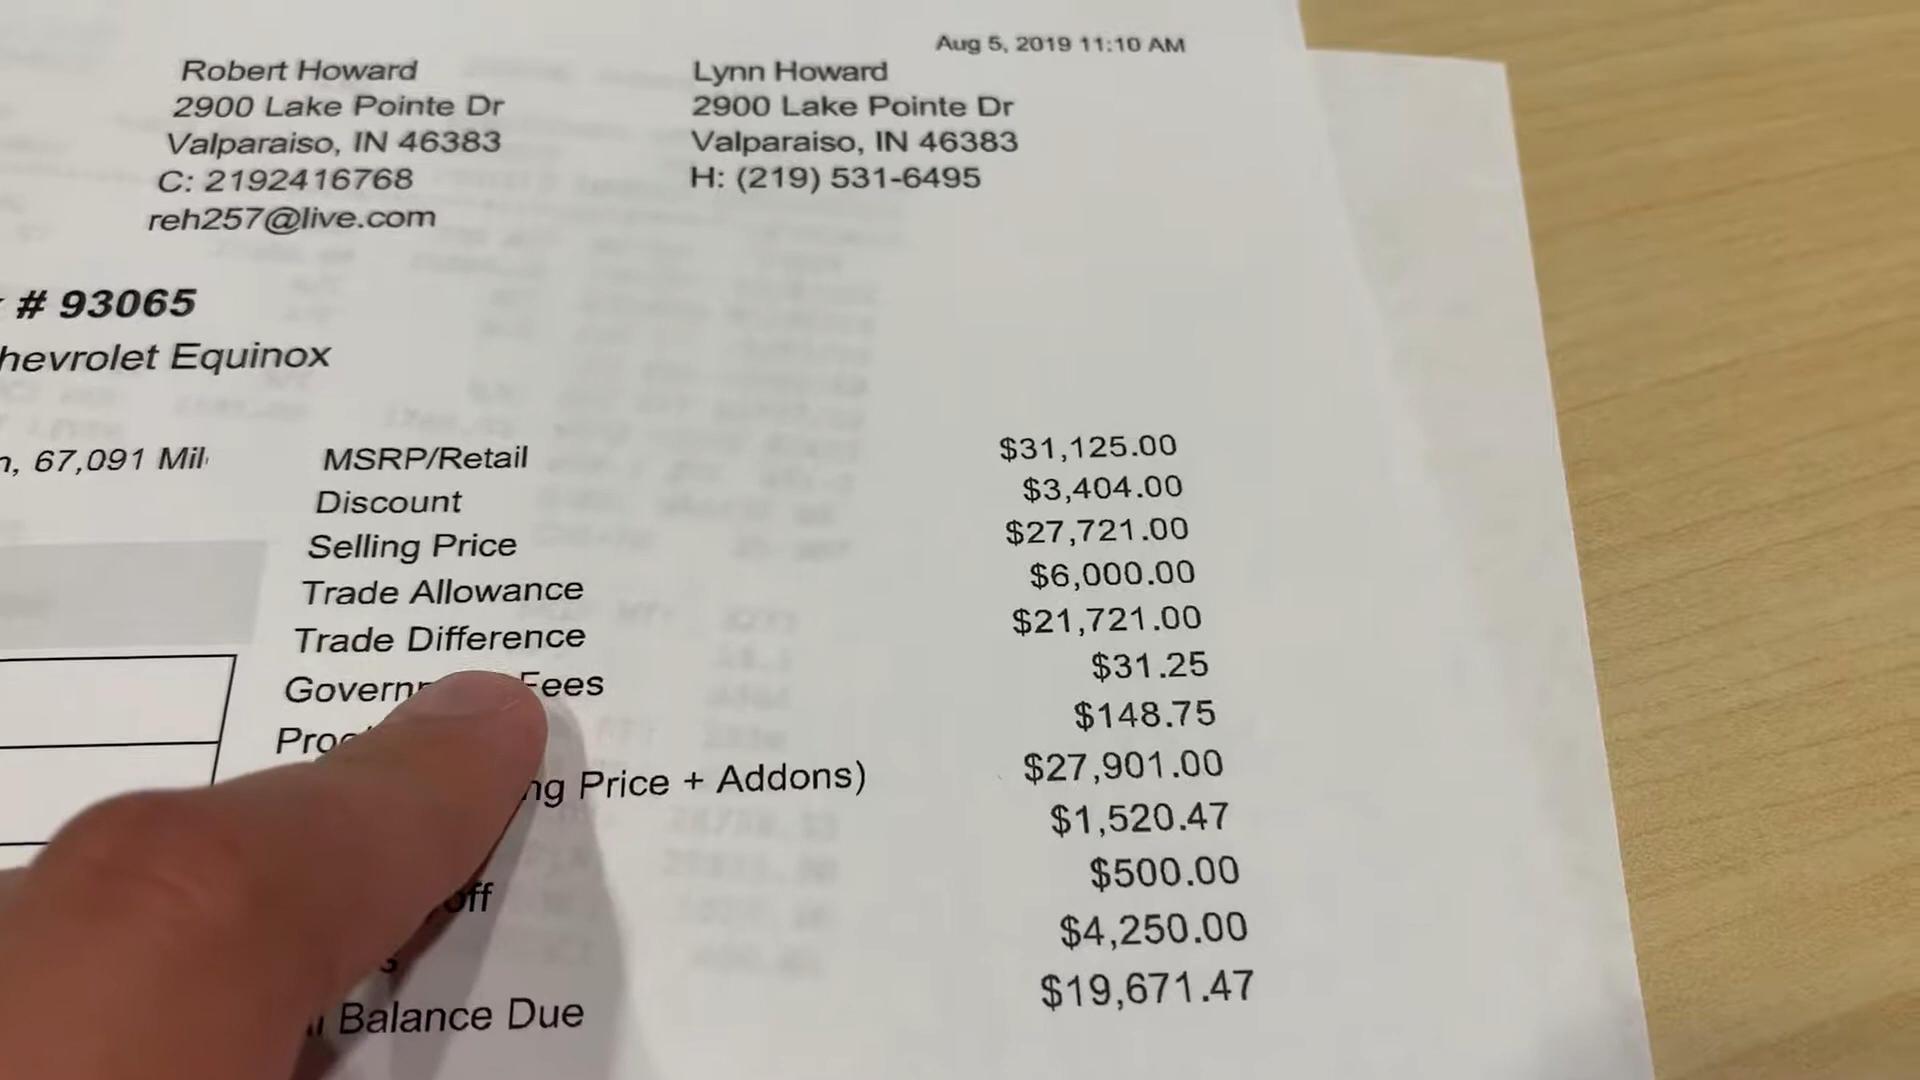 Aug 5, 2019 11:10 AM
Robert Howard Lynn Howard
2900 Lake Pointe Dr 2900 Lake Pointe Dr
Valparaiso, IN 46383 Valparaiso, IN 46383
C: 2192416768 H: (219) 531-6495
reh257@live.com
# 93065
hevrolet Equinox
n, 67,091 Mil
MSRP/Retail $31,125.00
Discount $3,404.00
Selling Price $27,721.00
Trade Allowance $6,000.00
Trade Difference $21,721.00
Governm Fees $31.25
Proc $148.75
ng Price + Addons) $27,901.00
$1,520.47
$500.00
off $4,250.00
s
Balance Due $19,671.47